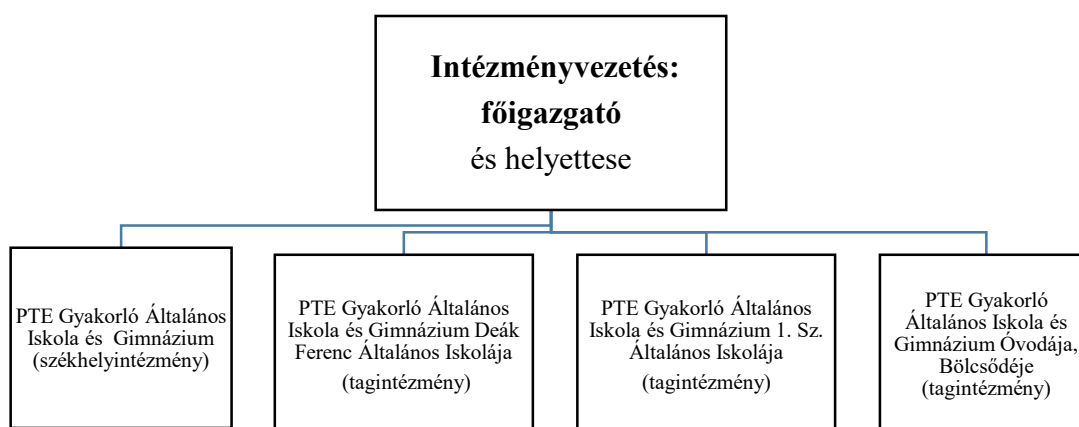 Intézményvezetés:
főigazgató
és helyettese
PTE Gyakorló Általános
Iskola és Gimnázium
(székhelyintézmény)
PTE Gyakorló Általános
Iskola és Gimnázium Deák
Ferenc Általános Iskolája
(tagintézmény)
PTE Gyakorló Általános
Iskola és Gimánium 1. Sz.
Általános Iskolája
(tagintézmény)
PTE Gyakorló
Általános Iskola és
Gimnázium Óvodája,
Bölcsődéje
(tagintézmény)